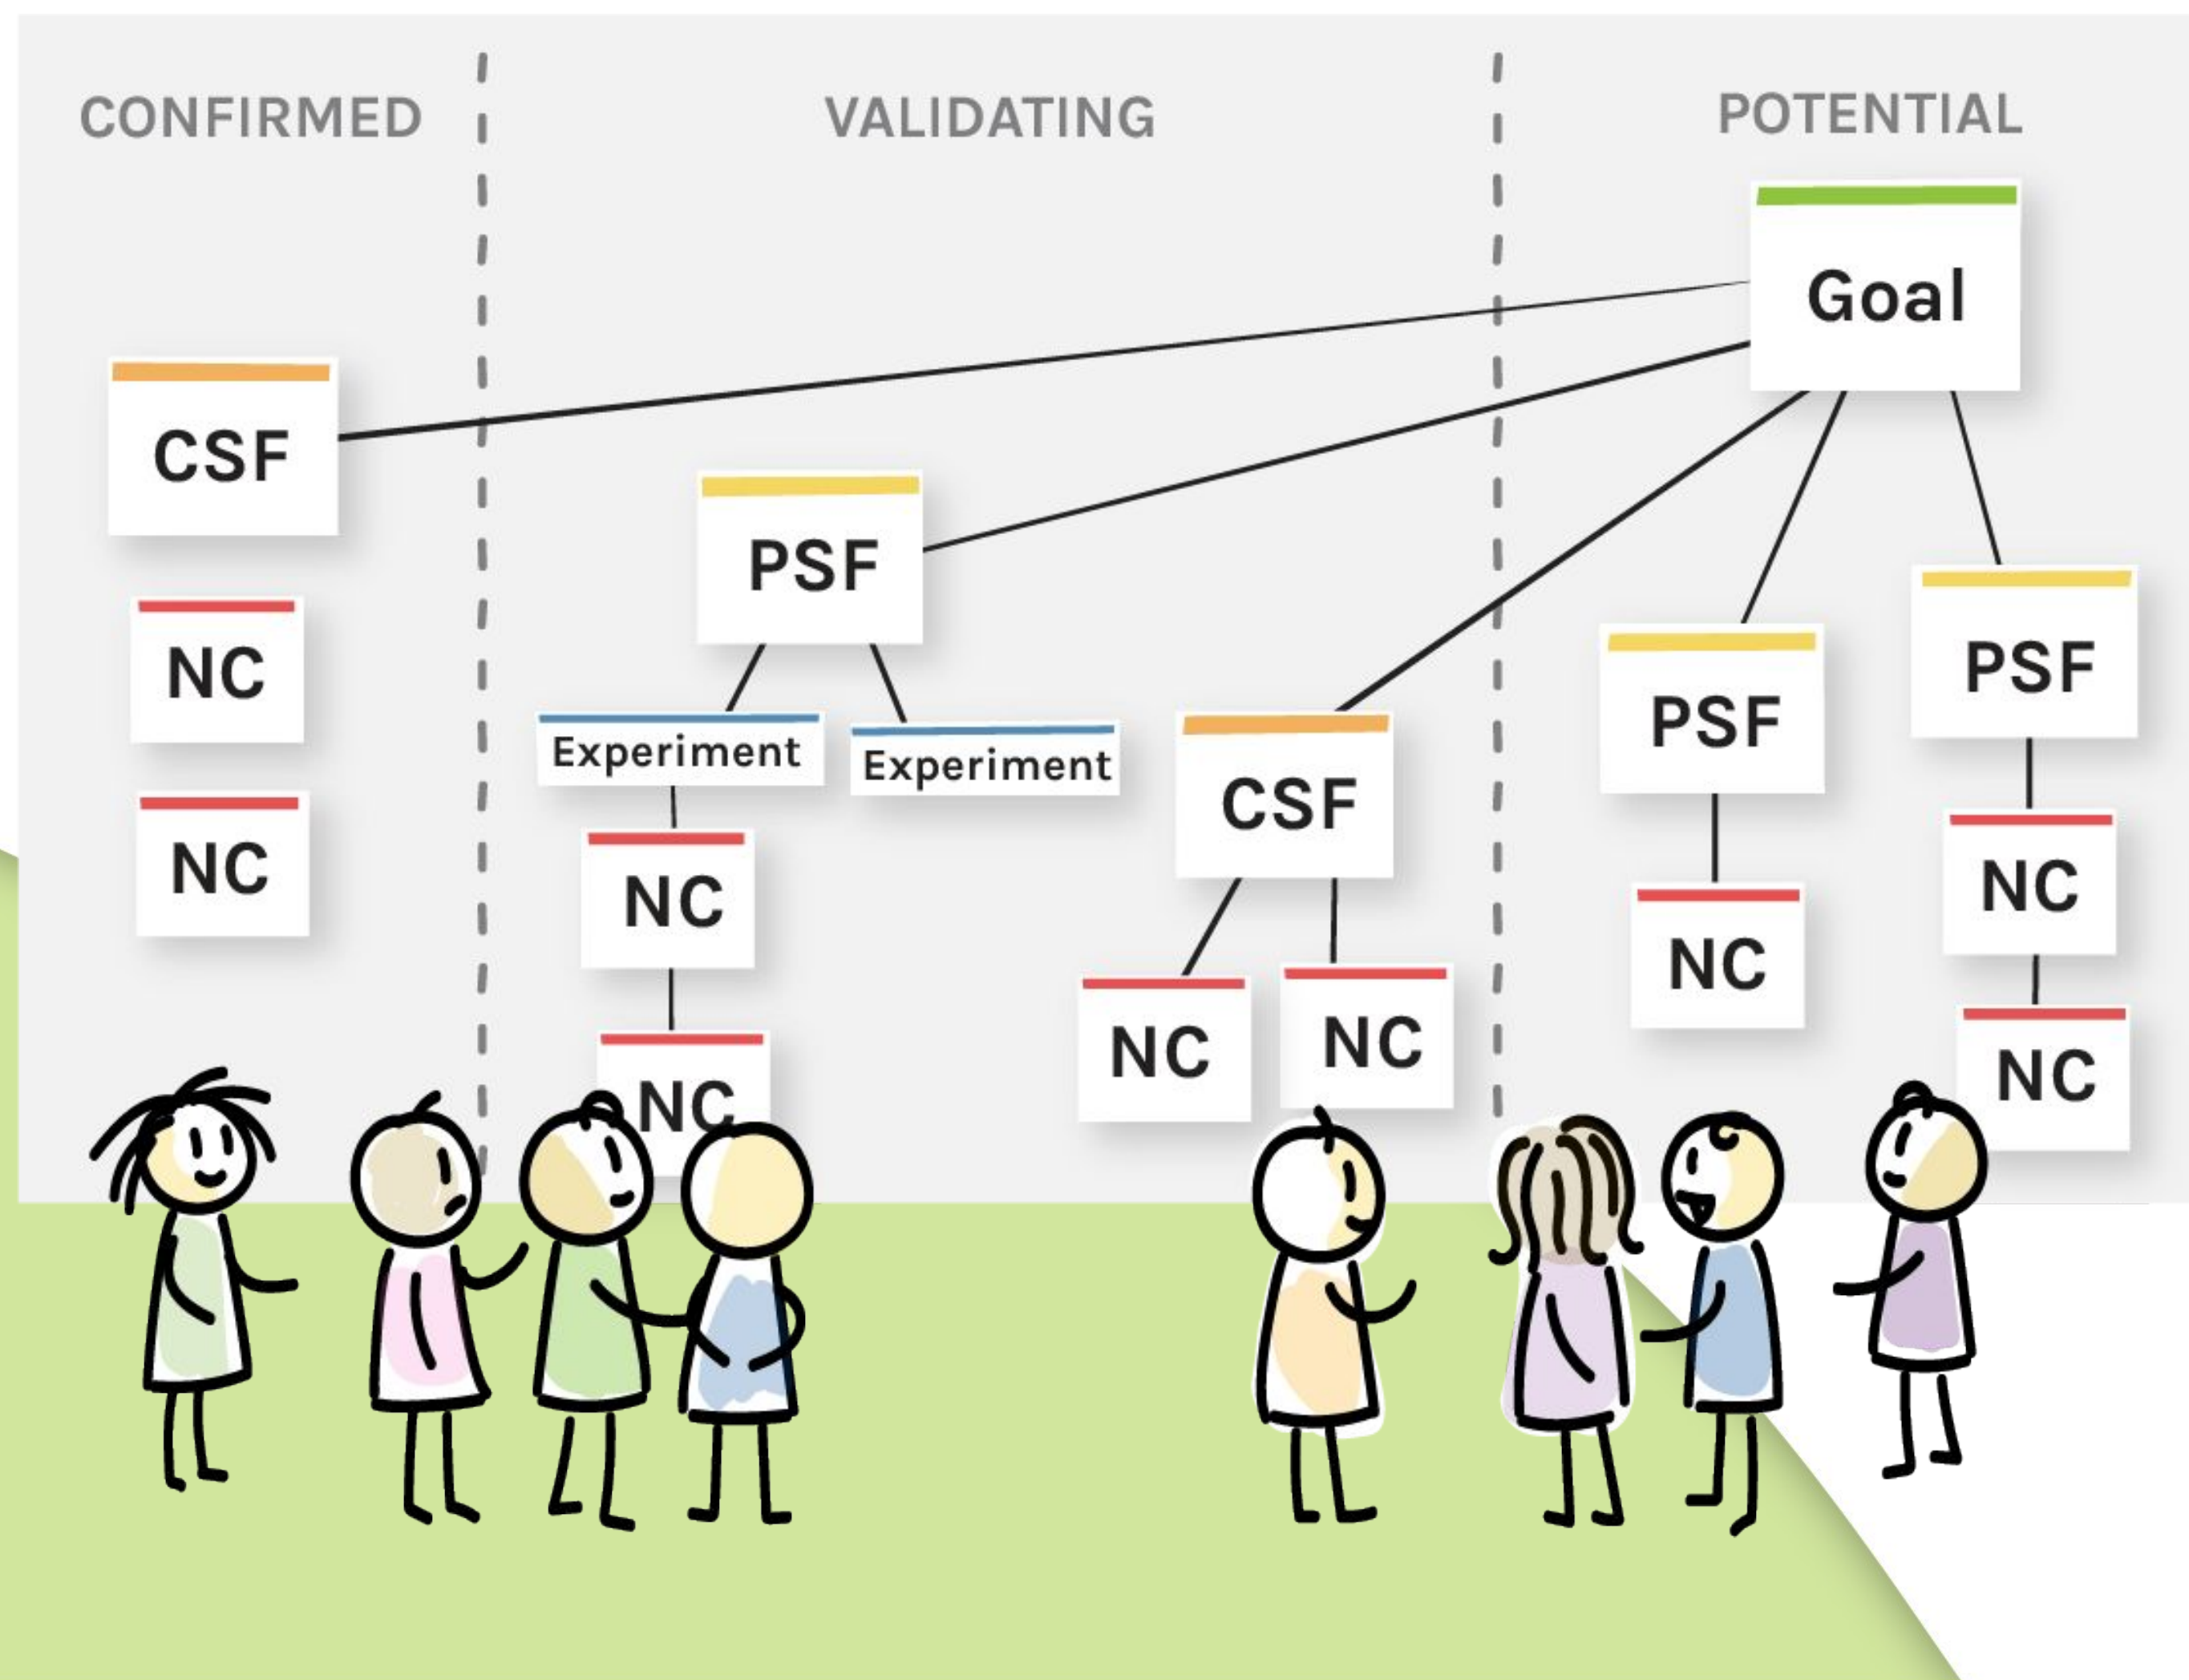 CONFIRMED
VALIDATING
POTENTIAL
Goal
CSF
NC
NC
PSF
Experiment
Experiment
NC
NC
CSF
NC
NC
PSF
NC
PSF
NC
NC